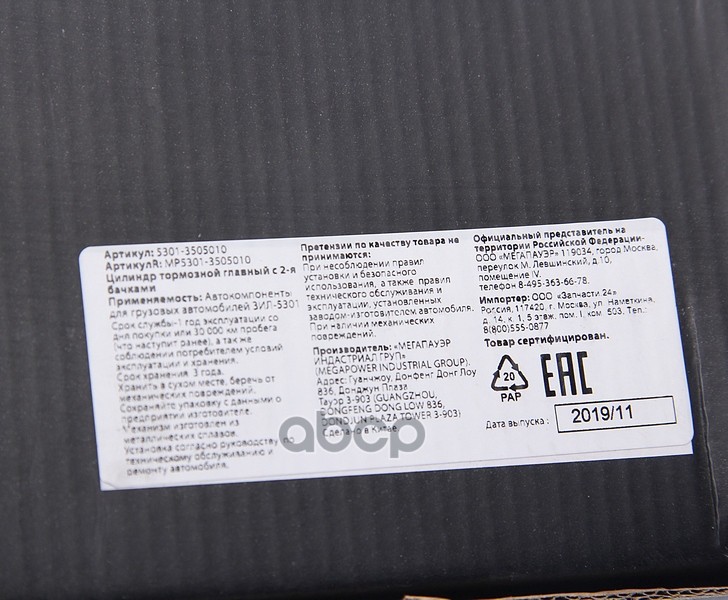 Артикул: 5301-3505010
АртикулR: MP5301-3505010
Цилиндр тормозной главный с 2-я
бачками
Применяемость: Автокомпоненты
для грузовых автомобилей ЗИЛ-5301
Срок службы-1 год эксплуатации со
дня покупки или 30 000 км пробега
(что наступит ранее), а также
соблюдении потребителем условий
эксплуатации и хранения.
Срок хранения 3 года.
Хранить в сухом месте, беречь от
механических повреждений.
Сохраняйте упаковку с данными о
предприятии изготовителе.
Механизм изготовлен из
металлических сплавов.
Установка согласно руководству по
техническому обслуживанию и
ремонту автомобиля.
Претензии по качеству товара не
принимаются:
При несоблюдении правил
установки и безопасного
использования, а также правил
технического обслуживания и
эксплуатации, установленных
заводом-изготовителем автомобиля.
При наличии механических
повреждений.
Производитель: «МЕГАПАУЭР
ИНДАСТРИАЛ ГРУП»
(MEGAPOWER INDUSTRIAL GROUP).
Адрес: Гуанчжоу, Донфенг Донг Лоу
836, Донджун Плаза
Тауэр 3-903 (GUANGZHOU,
DONGFENG DONG LOW 836,
DONGJUN PLAZA TOWER 3-903)
Сделано в Китае
Официальный представитель на
территории Российской Федерации-
ООО «МЕГАПАУЭР» 119034, город Москва,
переулок М. Левшинский, д.10,
помещение IV.
телефон 8-495-363-66-78.
Импортер: ООО «Запчасти 24»
Россия, 117420, г. Москва, ул. Наметкина,
д. 14, к. 1, 5 этаж, пом. I, ком. 503, Тел.:
8(800)555-0877
Товар сертифицирован.
20
PAP
EAC
Дата выпуска: 2019/11
abcp